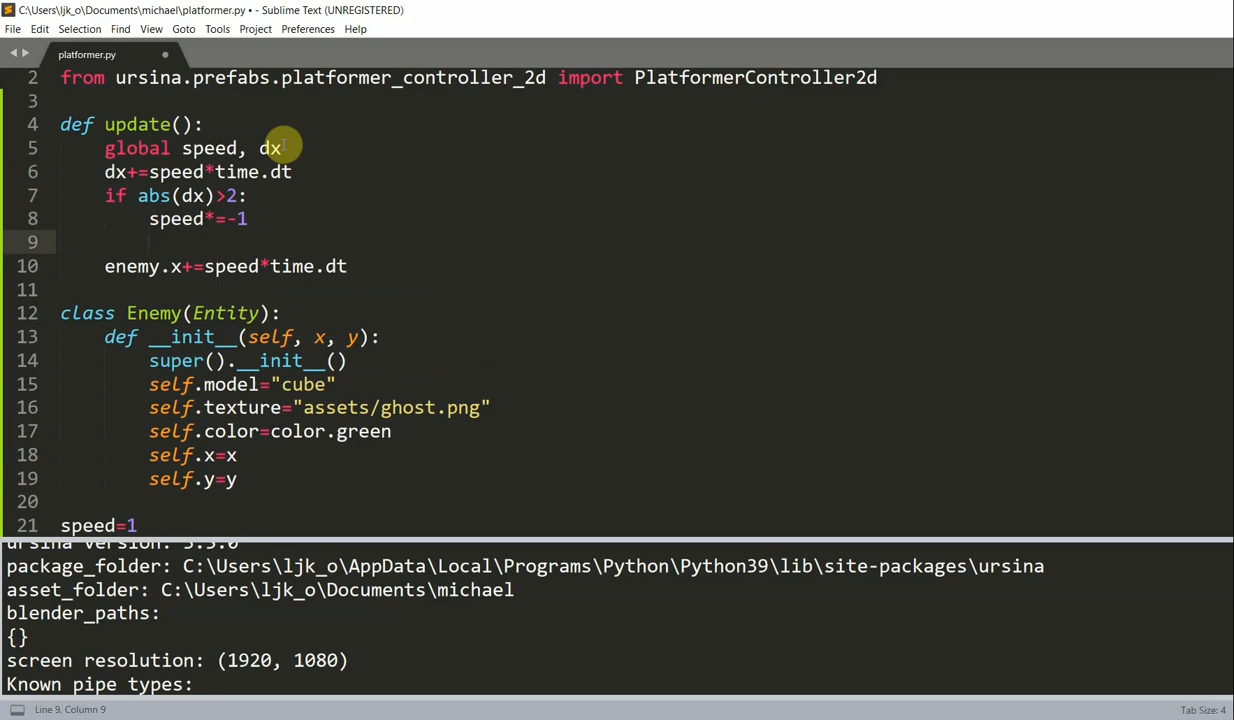 C:\Users\ljk_o\Documents\michael\platformer.py • - Sublime Text (UNREGISTERED)
File Edit Selection Find View Goto Tools Project Preferences Help
platformer.py
2 from ursina.prefabs.platformer_controller_2d import PlatformerController2d
3
4 def update():
5 global speed, dx
6 dx+=speed*time.dt
7 if abs(dx)>2:
8 speed*=-1
9
10 enemy.x+=speed*time.dt
11
12 class Enemy(Entity):
13 def __init__(self, x, y):
14 super().__init__()
15 self.model="cube"
16 self.texture="assets/ghost.png"
17 self.color=color.green
18 self.x=x
19 self.y=y
20
21 speed=1
package_folder: C:\Users\ljk_o\AppData\Local\Programs\Python\Python39\lib\site-packages\ursina
asset_folder: C:\Users\ljk_o\Documents\michael
blender_paths:
{}
screen resolution: (1920, 1080)
Known pipe types:
Line 9, Column 9 Tab Size: 4